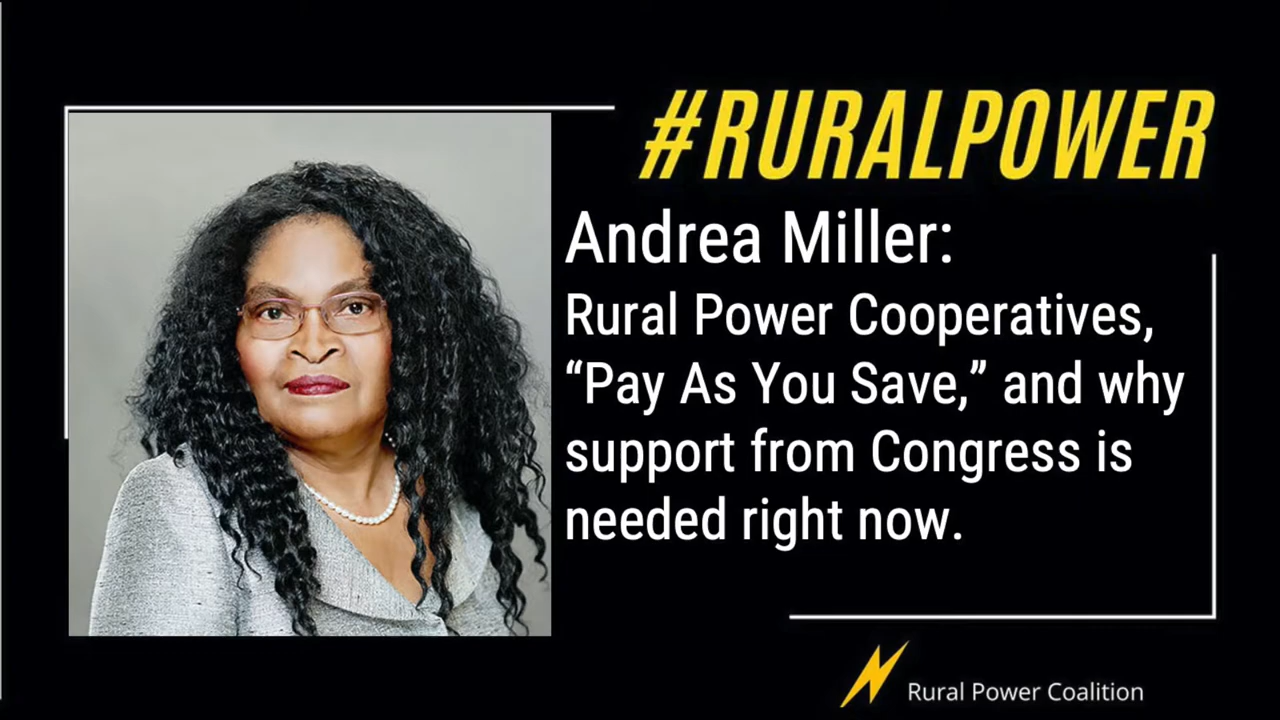 #RURALPOWER
Andrea Miller:
Rural Power Cooperatives,
“Pay As You Save,” and why
support from Congress is
needed right now.
Rural Power Coalition